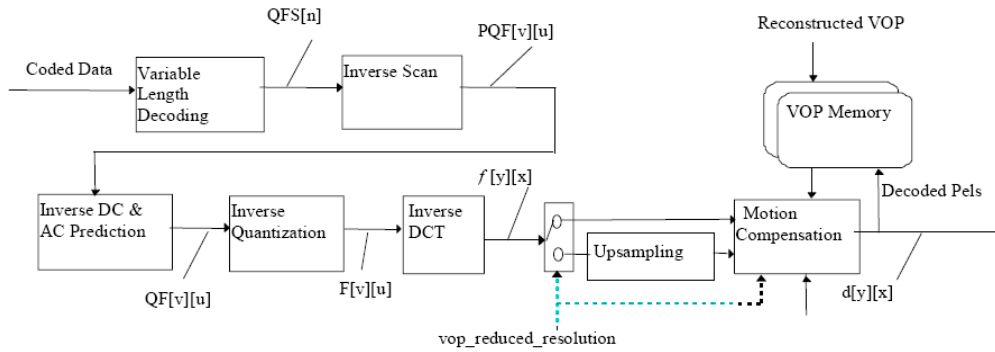 QFS[n]
PQF[v][u]
Reconstructed VOP
Coded Data
Variable
Length
Decoding
Inverse Scan
VOP Memory
Inverse DC &
AC Prediction
Inverse
Quantization
Inverse
DCT
f[y][x]
Decoded Pels
Motion
Compensation
Upsampling
QF[v][u]
F[v][u]
d[y][x]
vop_reduced_resolution